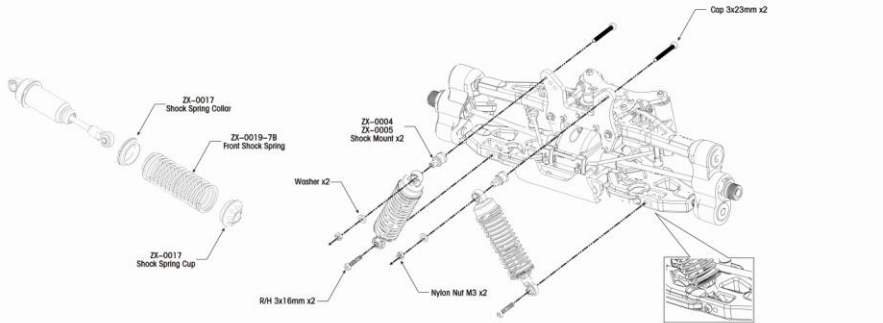 Cap 3x23mm x2
ZX-0017
Shock Spring Collar
ZX-0019-7B
Front Shock Spring
ZX-0004
ZX-0005
Shock Mount x2
Washer x2
ZX-0017
Shock Spring Cup
R/H 3x16mm x2
Nylon Nut M3 x2